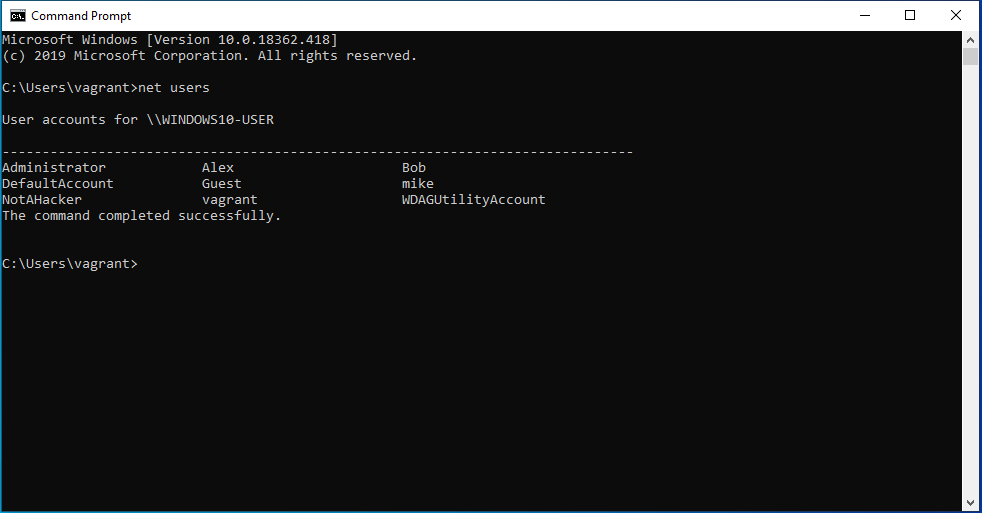 Command Prompt
Microsoft Windows [Version 10.0.18362.418]
(c) 2019 Microsoft Corporation. All rights reserved.
C:\Users\vagrant>net users
User accounts for \\WINDOWS10-USER
-------------------------------------------------------------------------------
Administrator            Alex                     Bob
DefaultAccount           Guest                    mike
NotAHacker               vagrant                  WDAGUtilityAccount
The command completed successfully.
C:\Users\vagrant>